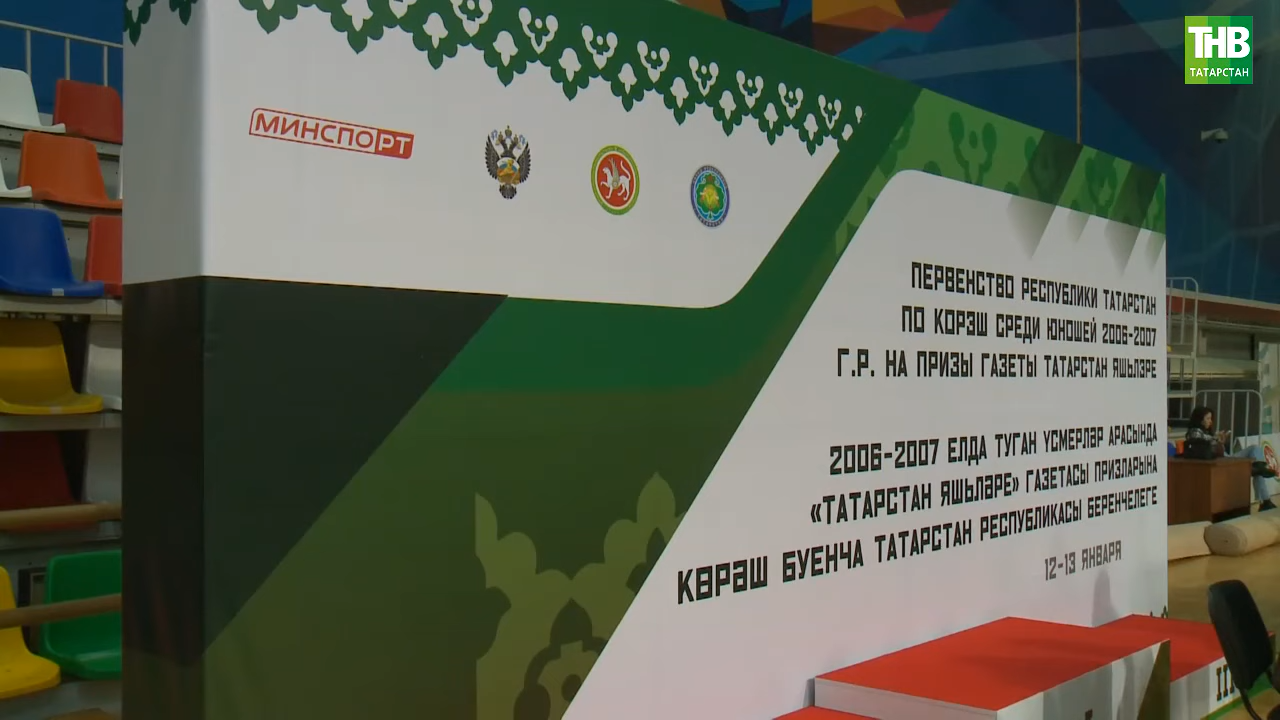 ТНВ
ТАТАРСТАН
МИНСПОРТ
ПЕРВЕНСТВО РЕСПУБЛИКИ ТАТАРСТАН
ПО КОРЭШ СРЕДИ ЮНОШЕЙ 2006-2007
Г.Р. НА ПРИЗЫ ГАЗЕТЫ ТАТАРСТАН ЯШЬЛӘРЕ
2006-2007 ЕЛДА ТУГАН ҮСМЕРЛӘР АРАСЫНДА
«ТАТАРСТАН ЯШЬЛӘРЕ» ГАЗЕТАСЫ ПРИЗЛАРЫНА
КӨРӘШ БУЕНЧА ТАТАРСТАН РЕСПУБЛИКАСЫ БЕРЕНЧЕЛЕГЕ
12-13 ЯНВАРЯ
III